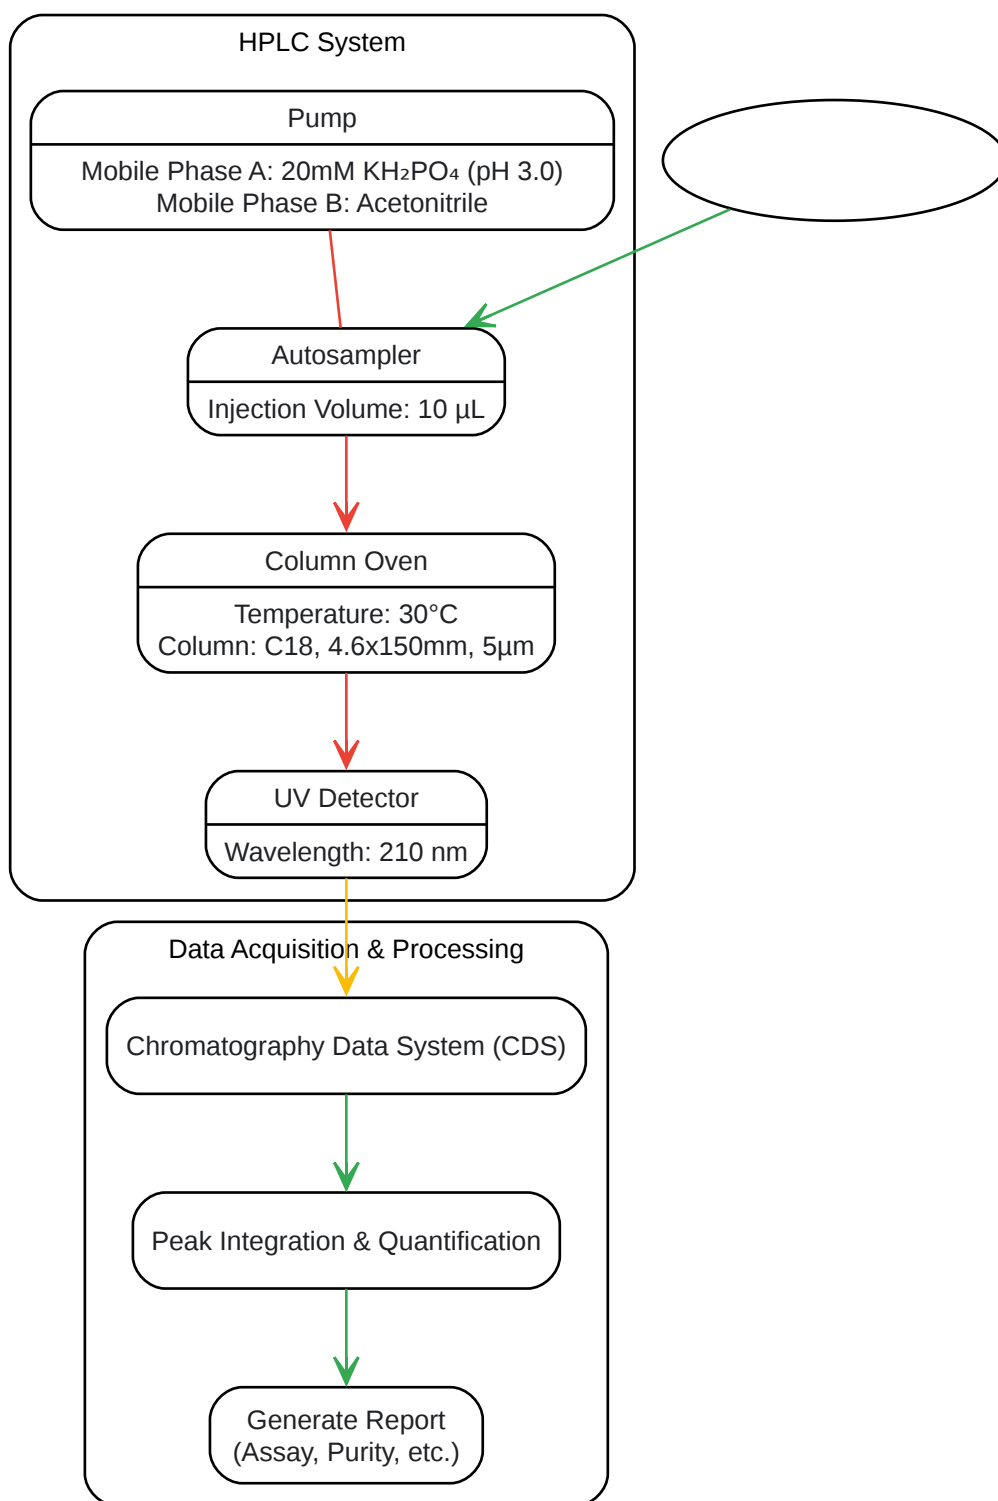 HPLC System
Pump
Mobile Phase A: 20mM KH₂PO₄ (pH 3.0)
Mobile Phase B: Acetonitrile
Autosampler
Injection Volume: 10 µL
Column Oven
Temperature: 30°C
Column: C18, 4.6x150mm, 5µm
UV Detector
Wavelength: 210 nm
Data Acquisition & Processing
Chromatography Data System (CDS)
Peak Integration & Quantification
Generate Report
(Assay, Purity, etc.)